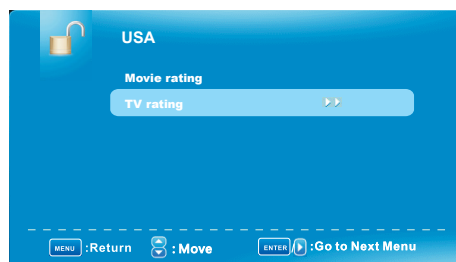 USA
Movie rating
TV rating
MENU :Return : Move ENTER / :Go to Next Menu